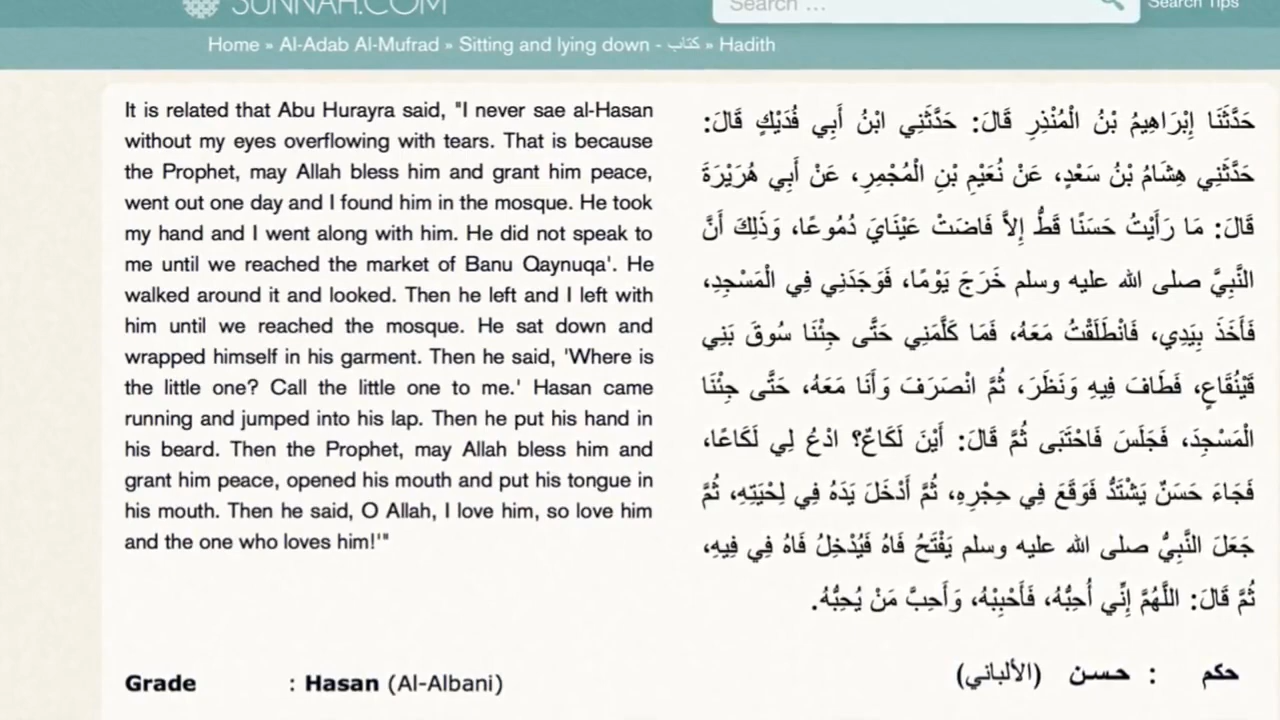 SUNNAH.COM
Search ...
Search Tips
Home » Al-Adab Al-Mufrad » Sitting and lying down - كتاب » Hadith
It is related that Abu Hurayra said, "I never sae al-Hasan
without my eyes overflowing with tears. That is because
the Prophet, may Allah bless him and grant him peace,
went out one day and I found him in the mosque. He took
my hand and I went along with him. He did not speak to
me until we reached the market of Banu Qaynuqa'. He
walked around it and looked. Then he left and I left with
him until we reached the mosque. He sat down and
wrapped himself in his garment. Then he said, 'Where is
the little one? Call the little one to me.' Hasan came
running and jumped into his lap. Then he put his hand in
his beard. Then the Prophet, may Allah bless him and
grant him peace, opened his mouth and put his tongue in
his mouth. Then he said, O Allah, I love him, so love him
and the one who loves him!'"
حَدَّثَنَا إِبْرَاهِيمُ بْنُ الْمُنْذِرِ قَالَ: حَدَّثَنِي ابْنُ أَبِي فُدَيْكٍ قَالَ:
حَدَّثَنِي هِشَامُ بْنُ سَعْدٍ، عَنْ نُعَيْمِ بْنِ الْمُجْمِرِ، عَنْ أَبِي هُرَيْرَةَ
قَالَ: مَا رَأَيْتُ حَسَنًا قَطُّ إِلاَّ فَاضَتْ عَيْنَايَ دُمُوعًا، وَذَلِكَ أَنَّ
النَّبِيَّ صلى الله عليه وسلم خَرَجَ يَوْمًا، فَوَجَدَنِي فِي الْمَسْجِدِ،
فَأَخَذَ بِيَدِي، فَانْطَلَقْتُ مَعَهُ، فَمَا كَلَّمَنِي حَتَّى جِئْنَا سُوقَ بَنِي
قَيْنُقَاعٍ، فَطَافَ فِيهِ وَنَظَرَ، ثُمَّ انْصَرَفَ وَأَنَا مَعَهُ، حَتَّى جِئْنَا
الْمَسْجِدَ، فَجَلَسَ فَاحْتَبَى ثُمَّ قَالَ: أَيْنَ لَكَاعٌ؟ ادْعُ لِي لَكَاعًا،
فَجَاءَ حَسَنٌ يَشْتَدُّ فَوَقَعَ فِي حِجْرِهِ، ثُمَّ أَدْخَلَ يَدَهُ فِي لِحْيَتِهِ، ثُمَّ
جَعَلَ النَّبِيُّ صلى الله عليه وسلم يَفْتَحُ فَاهُ فَيُدْخِلُ فَاهُ فِي فِيهِ،
ثُمَّ قَالَ: اللَّهُمَّ إِنِّي أُحِبُّهُ، فَأَحْبِبْهُ، وَأَحِبَّ مَنْ يُحِبُّهُ.
Grade : Hasan (Al-Albani)
حكم : حسن (الألباني)